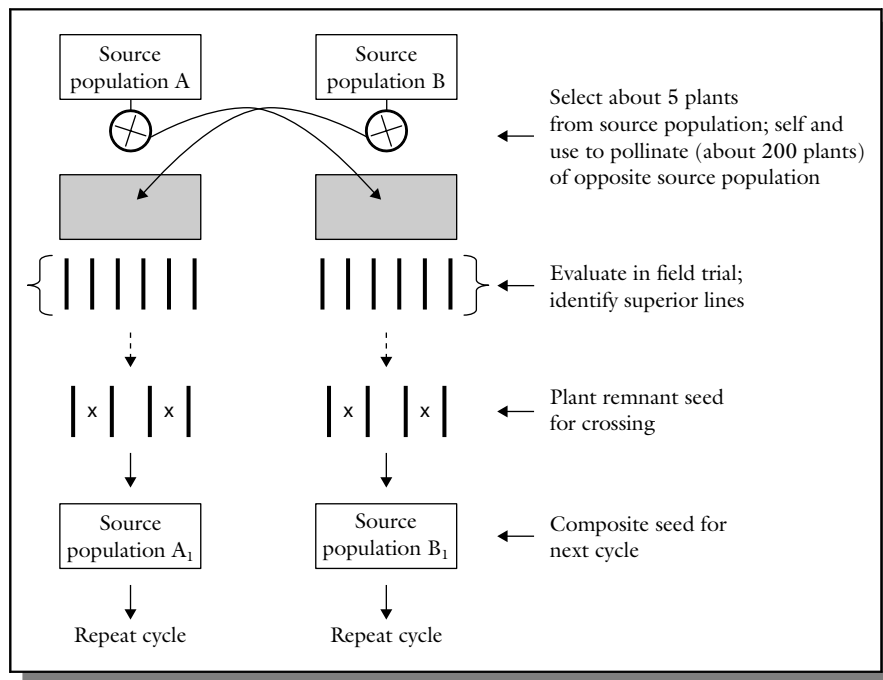 Source
population A
Source
population B
Select about 5 plants
from source population; self and
use to pollinate (about 200 plants)
of opposite source population
Evaluate in field trial;
identify superior lines
x
x
x
x
Plant remnant seed
for crossing
Source
population A₁
Source
population B₁
Composite seed for
next cycle
Repeat cycle
Repeat cycle